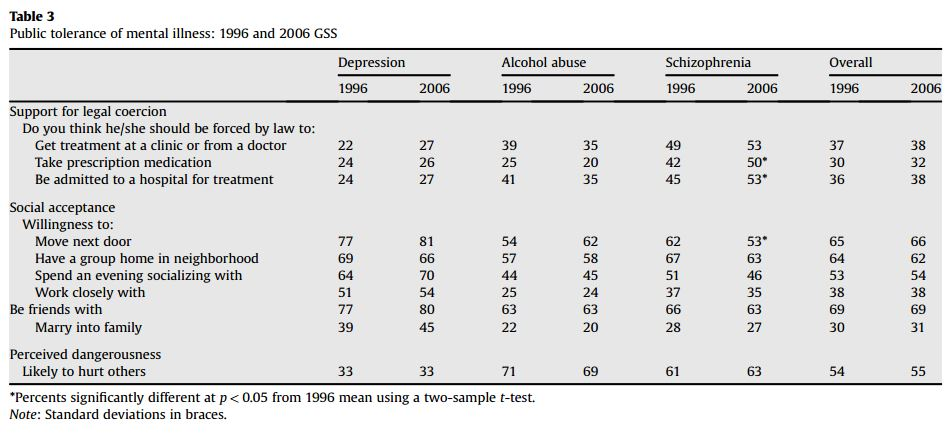 Table 3
Public tolerance of mental illness: 1996 and 2006 GSS
Depression Alcohol abuse Schizophrenia Overall
1996 2006 1996 2006 1996 2006 1996 2006
Support for legal coercion
Do you think he/she should be forced by law to:
Get treatment at a clinic or from a doctor 22 27 39 35 49 53 37 38
Take prescription medication 24 26 25 20 42 50* 30 32
Be admitted to a hospital for treatment 24 27 41 35 45 53* 36 38
Social acceptance
Willingness to:
Move next door 77 81 54 62 62 53* 65 66
Have a group home in neighborhood 69 66 57 58 67 63 64 62
Spend an evening socializing with 64 70 44 45 51 46 53 54
Work closely with 51 54 25 24 37 35 38 38
Be friends with 77 80 63 63 66 63 69 69
Marry into family 39 45 22 20 28 27 30 31
Perceived dangerousness
Likely to hurt others 33 33 71 69 61 63 54 55
*Percents significantly different at p < 0.05 from 1996 mean using a two-sample t-test.
Note: Standard deviations in braces.